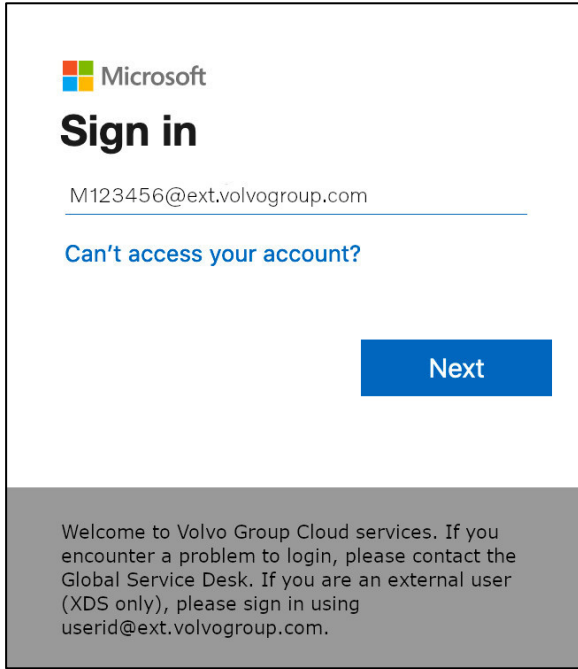 Microsoft
Sign in
M123456@ext.volvogroup.com
Can't access your account?
Next
Welcome to Volvo Group Cloud services. If you
encounter a problem to login, please contact the
Global Service Desk. If you are an external user
(XDS only), please sign in using
userid@ext.volvogroup.com.